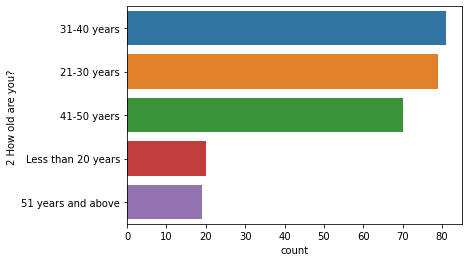 2 How old are you?
31-40 years
21-30 years
41-50 yaers
Less than 20 years
51 years and above
0 10 20 30 40 50 60 70 80
count